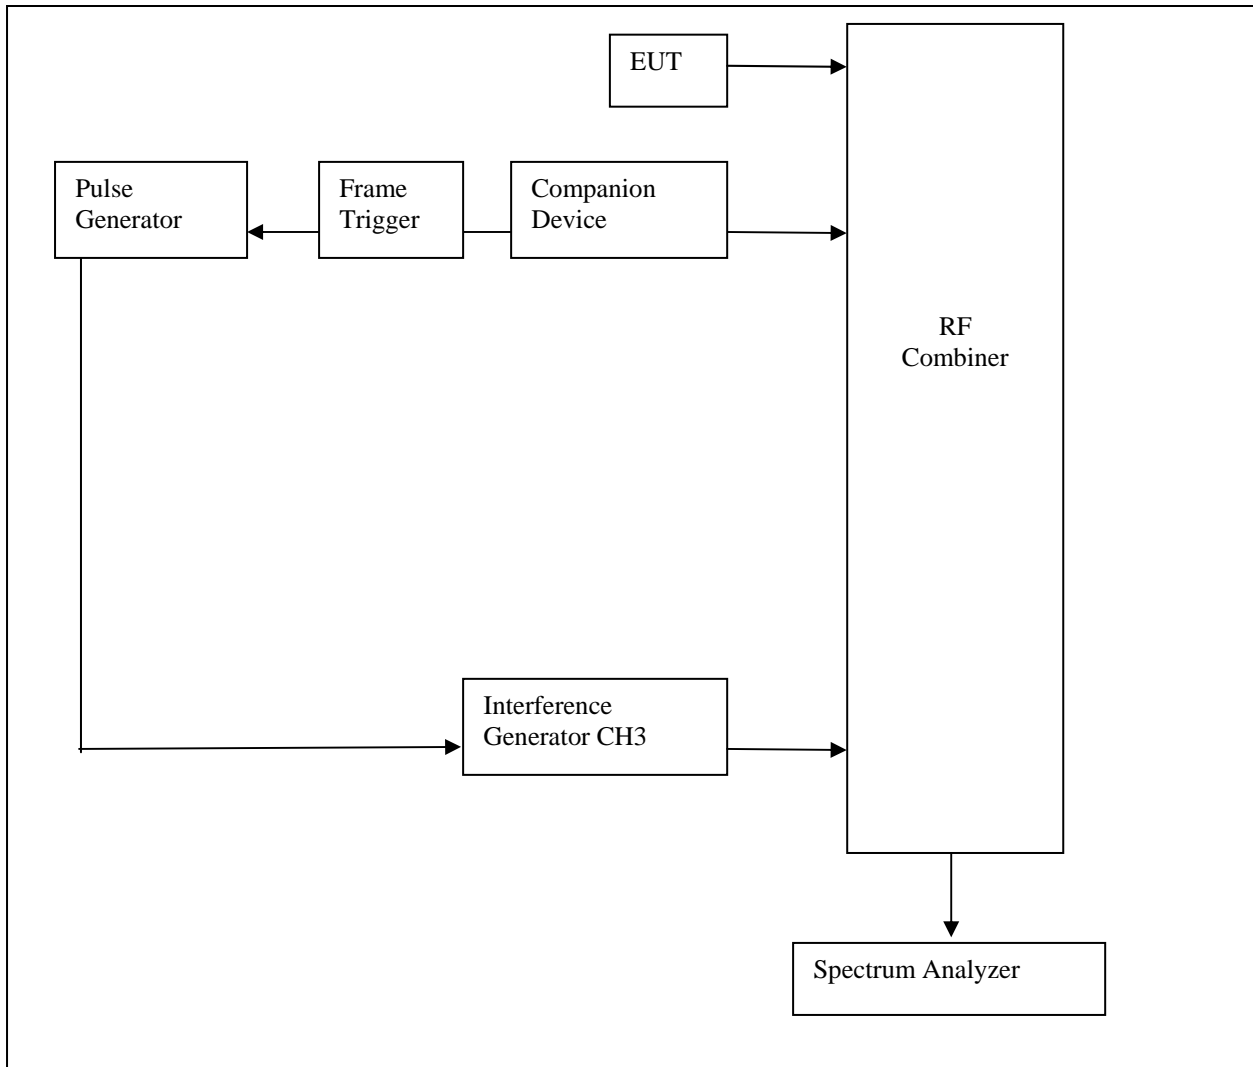 EUT
Pulse
Generator
Frame
Trigger
Companion
Device
RF
Combiner
Interference
Generator CH3
Spectrum Analyzer